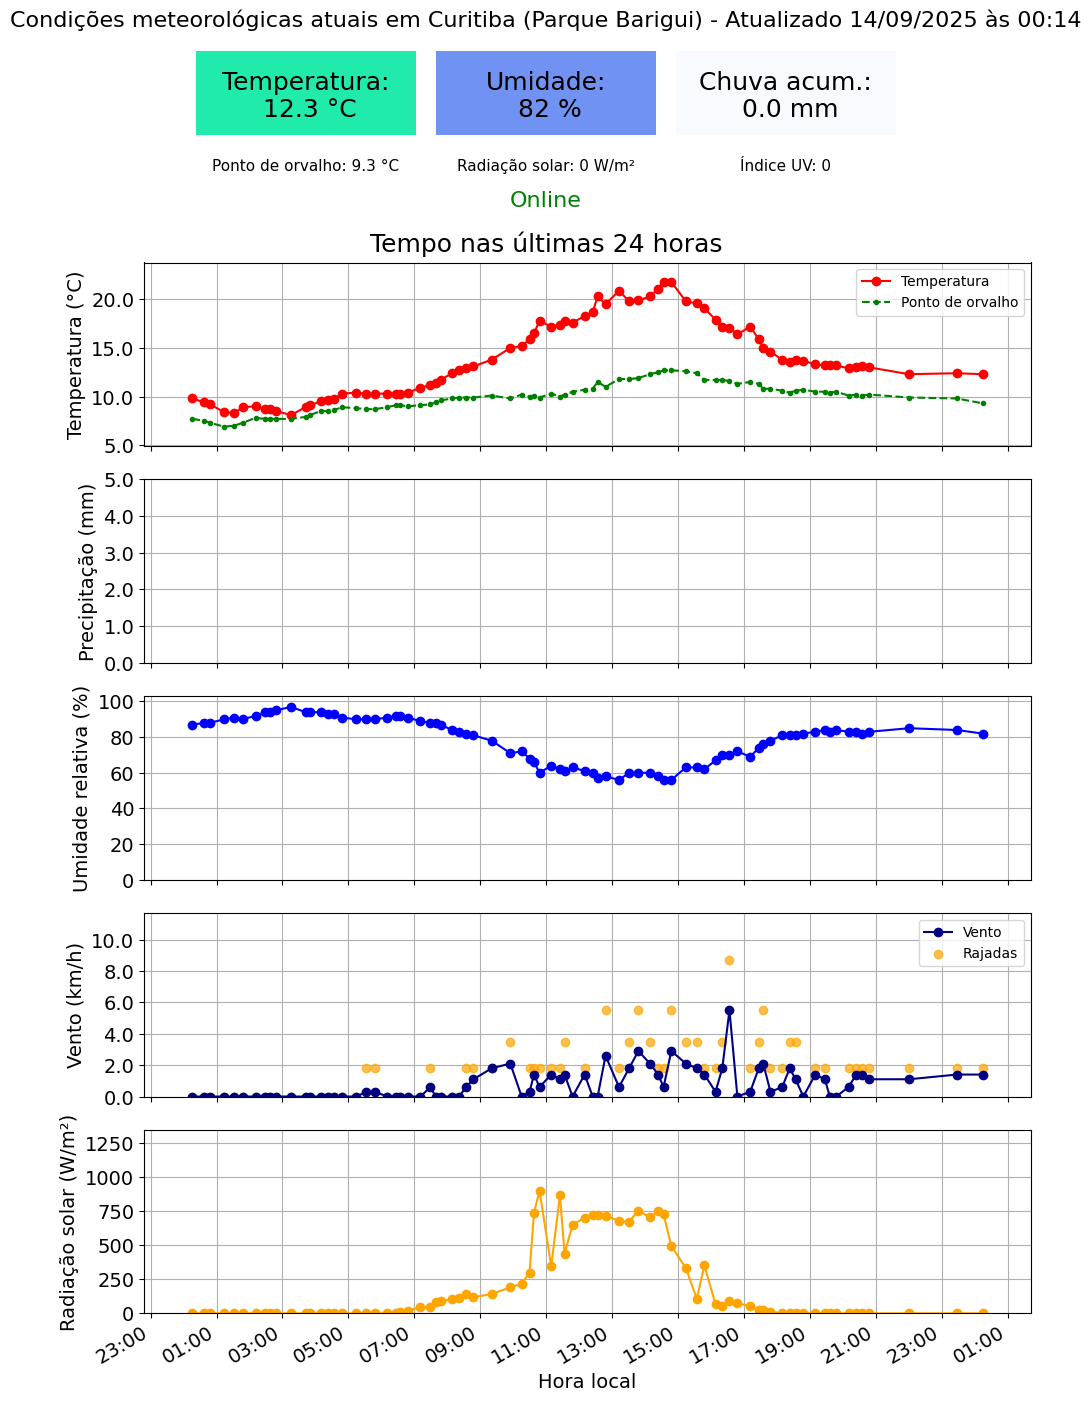 Condições meteorológicas atuais em Curitiba (Parque Barigui) - Atualizado 14/09/2025 às 00:14
Temperatura:
12.3 °C
Umidade:
82 %
Chuva acum.:
0.0 mm
Ponto de orvalho: 9.3 °C
Radiação solar: 0 W/m²
Índice UV: 0
Online
Tempo nas últimas 24 horas
Temperatura (°C)
20.0
15.0
10.0
5.0
Temperatura
Ponto de orvalho
Precipitação (mm)
5.0
4.0
3.0
2.0
1.0
0.0
Umidade relativa (%)
100
80
60
40
20
0
Vento (km/h)
10.0
8.0
6.0
4.0
2.0
0.0
Vento
Rajadas
Radiação solar (W/m²)
1250
1000
750
500
250
0
23:00
01:00
03:00
05:00
07:00
09:00
11:00
13:00
15:00
17:00
19:00
21:00
23:00
01:00
Hora local